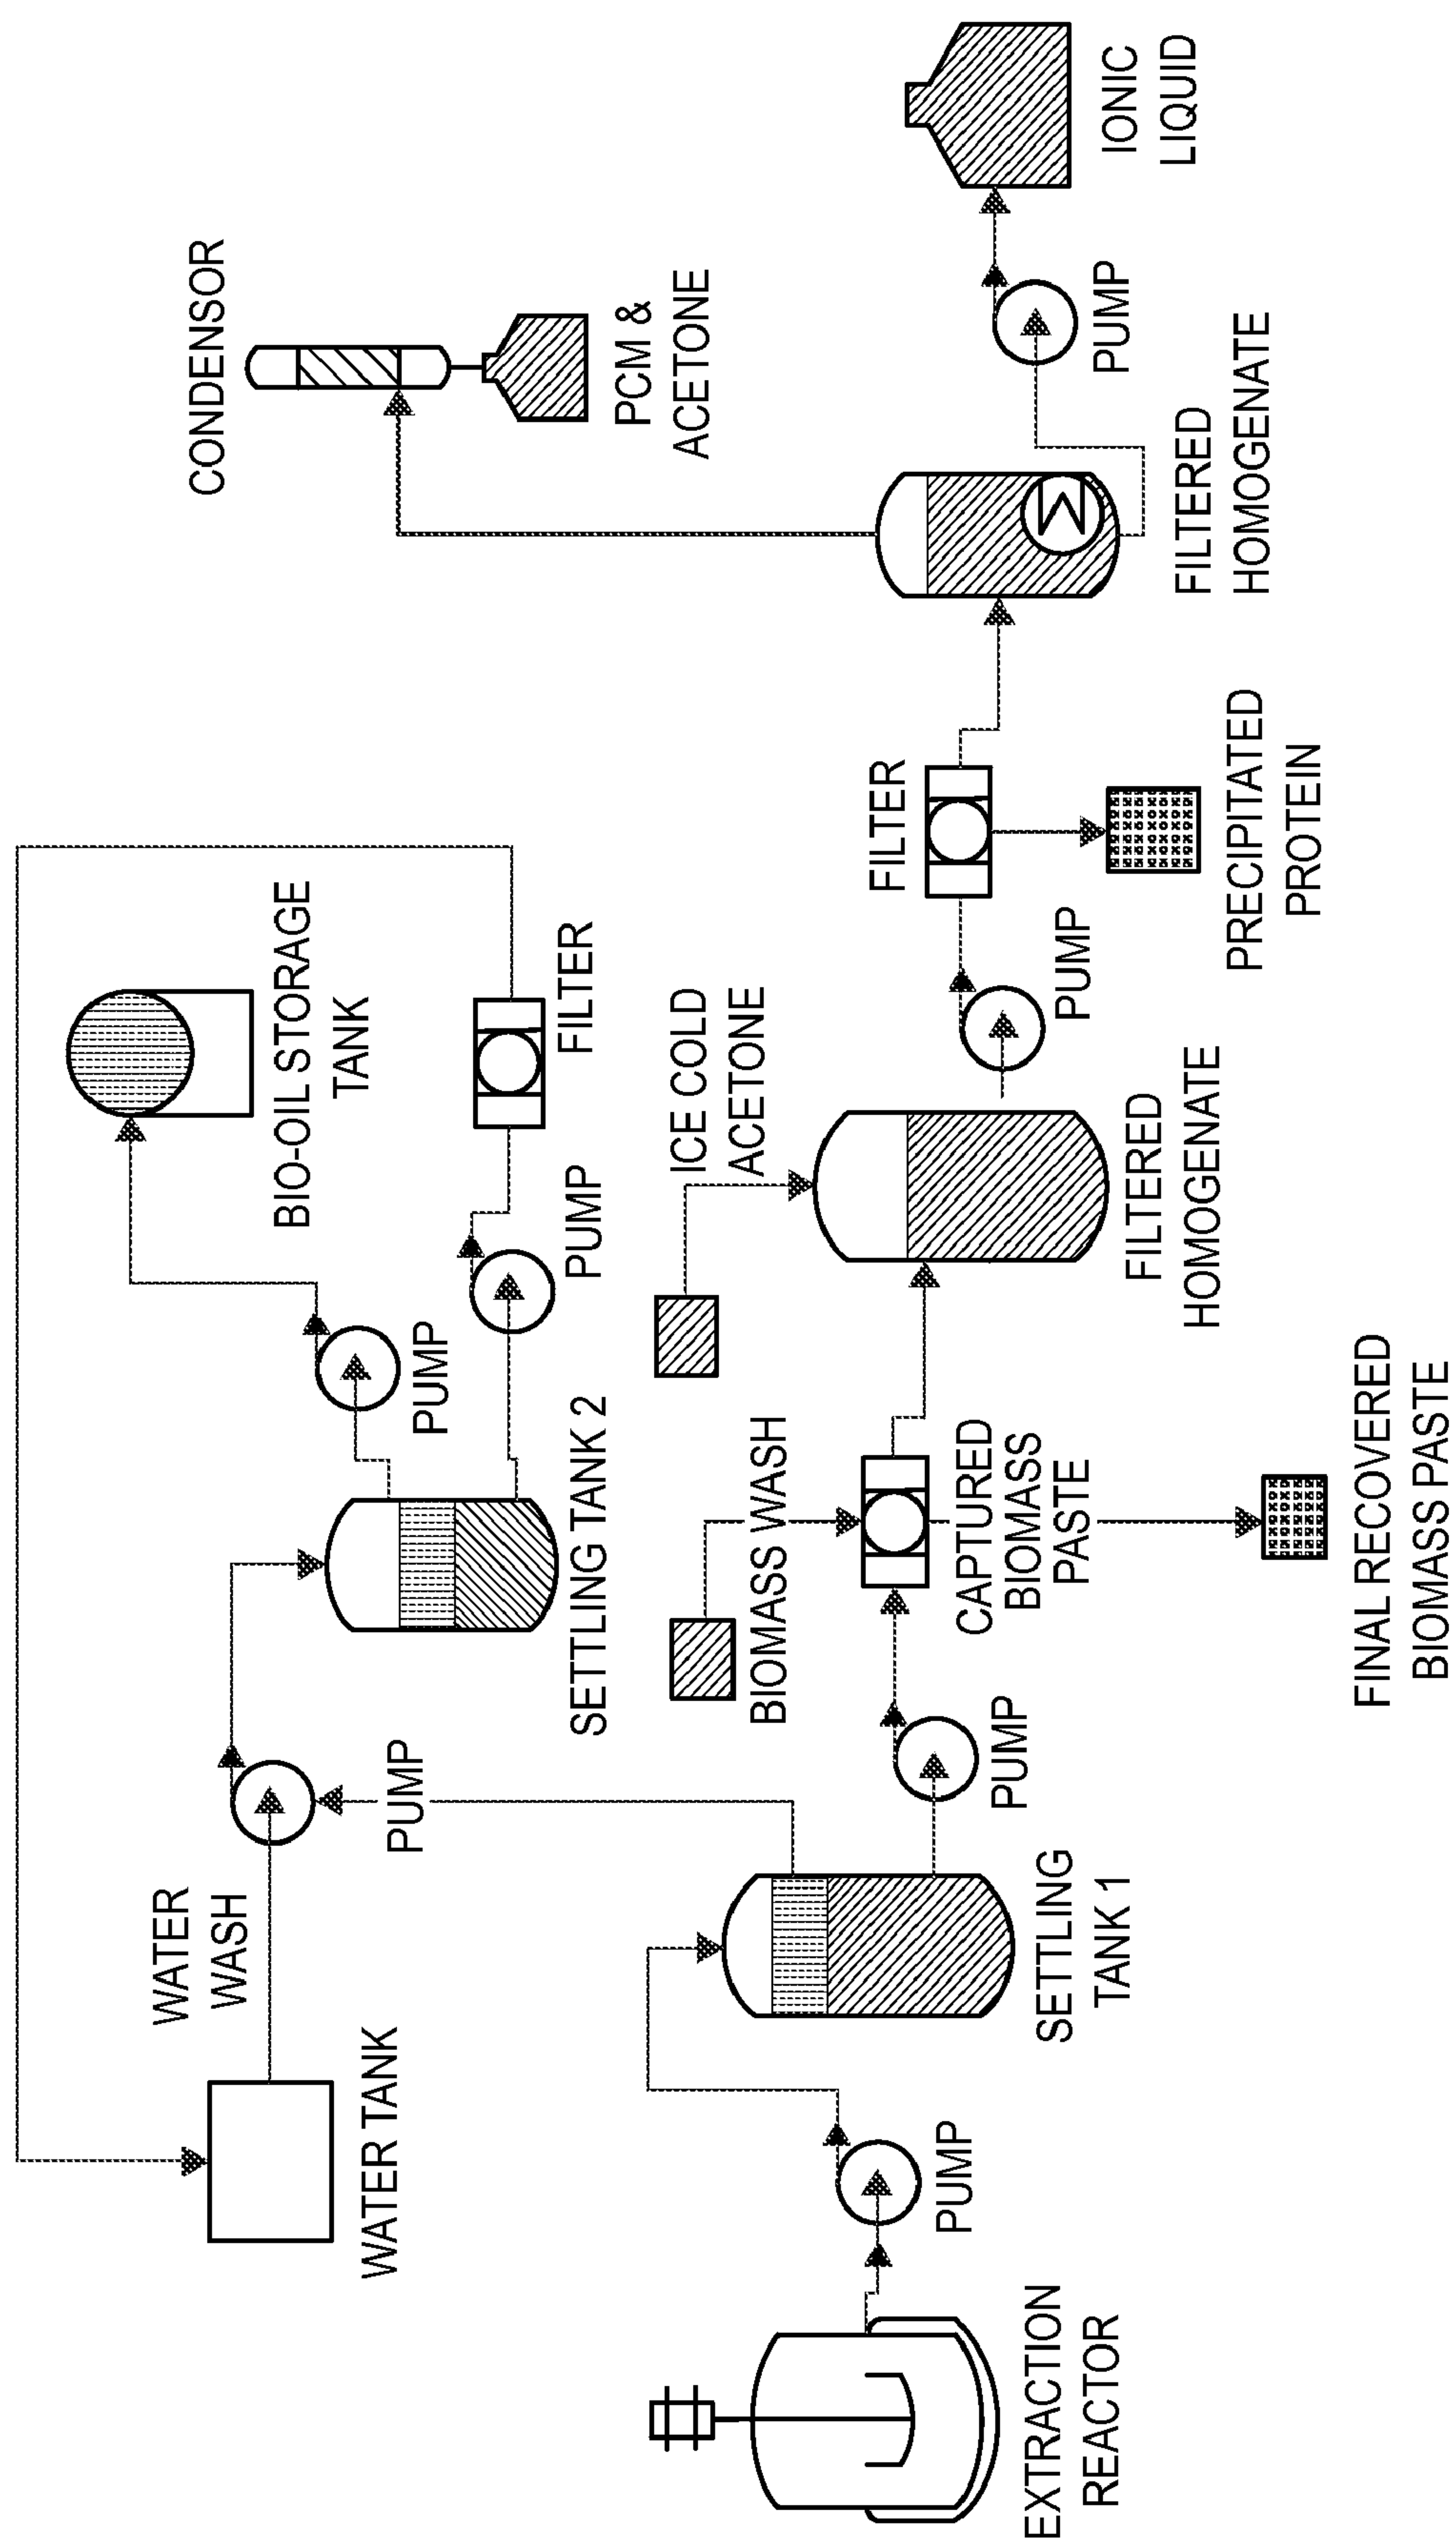 CONDENSOR
PCM &
ACETONE
IONIC
LIQUID
PUMP
FILTERED
HOMOGENATE
BIO-OIL STORAGE
TANK
FILTER
FILTER
PRECIPITATED
PROTEIN
PUMP
ICE COLD
ACETONE
PUMP
FILTERED
HOMOGENATE
PUMP
SETTLING TANK 2
BIOMASS WASH
CAPTURED
BIOMASS
PASTE
FINAL RECOVERED
BIOMASS PASTE
WATER
WASH
PUMP
PUMP
WATER TANK
SETTLING
TANK 1
PUMP
EXTRACTION
REACTOR